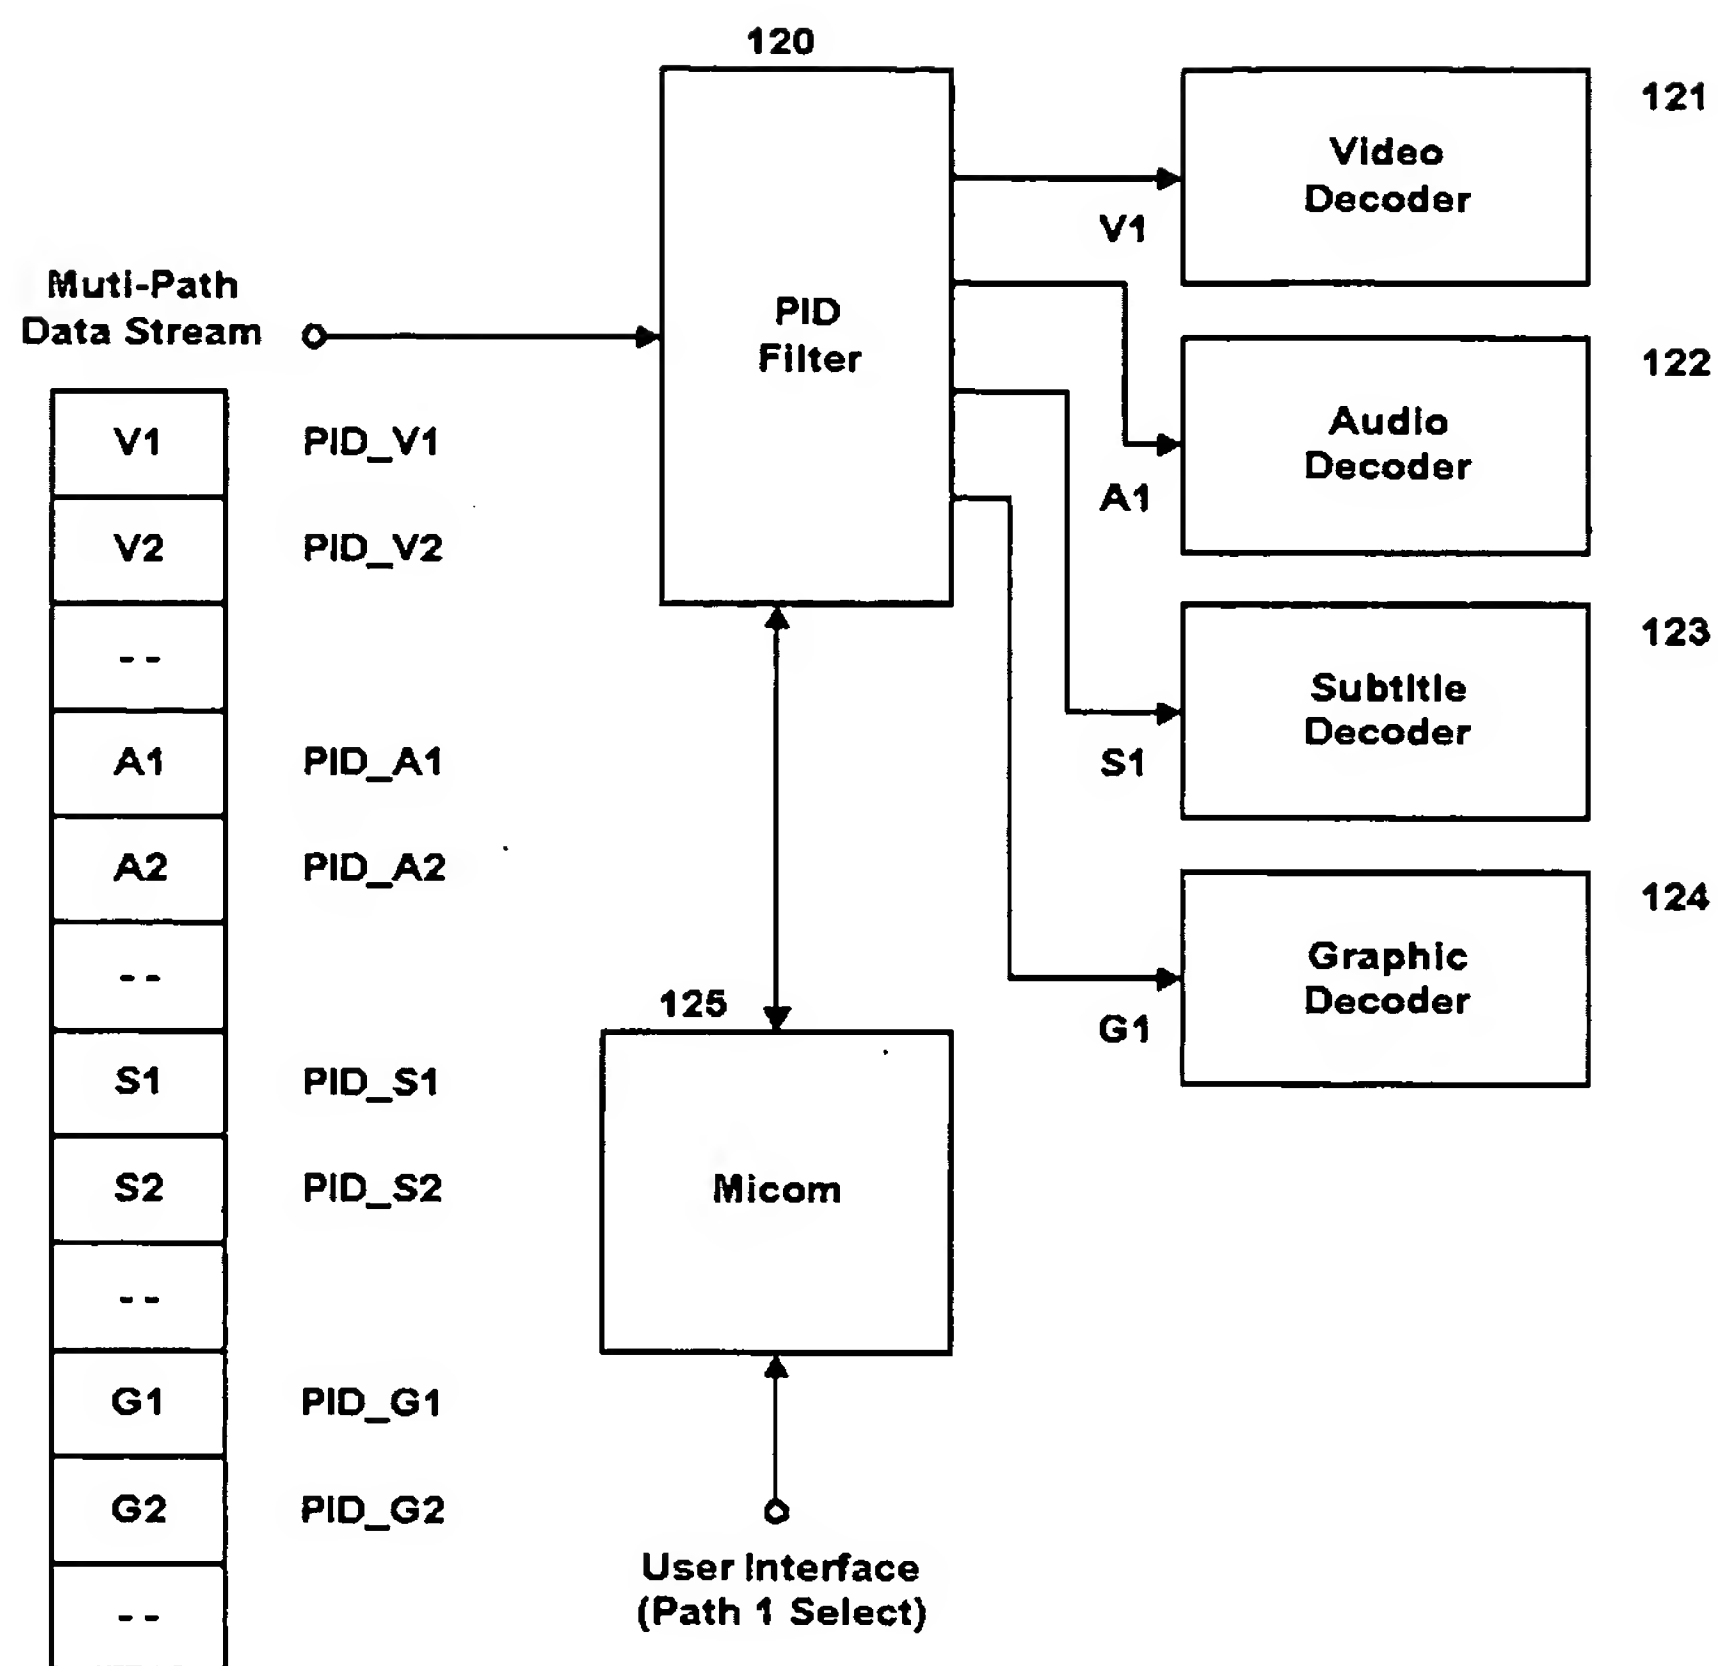 120
121
Video
Decoder
V1
Muti-Path
Data Stream
PID
Filter
122
Audio
Decoder
A1
V1 PID_V1
V2 PID_V2
- -
A1 PID_A1
A2 PID_A2
- -
S1 PID_S1
S2 PID_S2
- -
G1 PID_G1
G2 PID_G2
- -
123
Subtitle
Decoder
S1
124
Graphic
Decoder
G1
125
Micom
User Interface
(Path 1 Select)